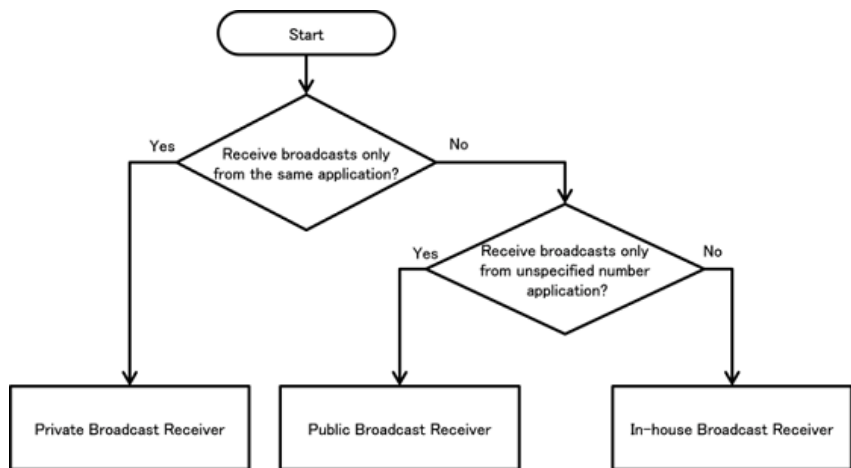 Start
Yes
Receive broadcasts only
from the same application?
No
Yes
Receive broadcasts only
from unspecified number
application?
No
Private Broadcast Receiver
Public Broadcast Receiver
In-house Broadcast Receiver